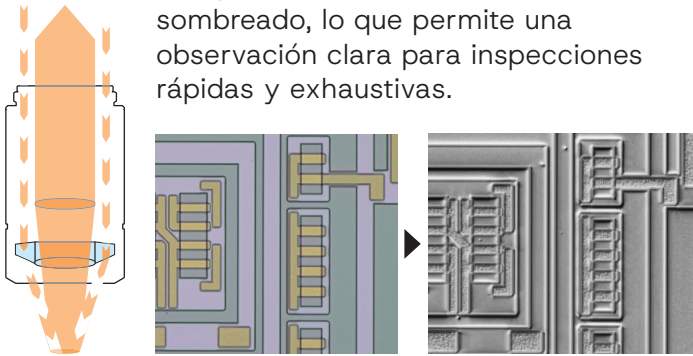 sombreado, lo que permite una
observación clara para inspecciones
rápidas y exhaustivas.